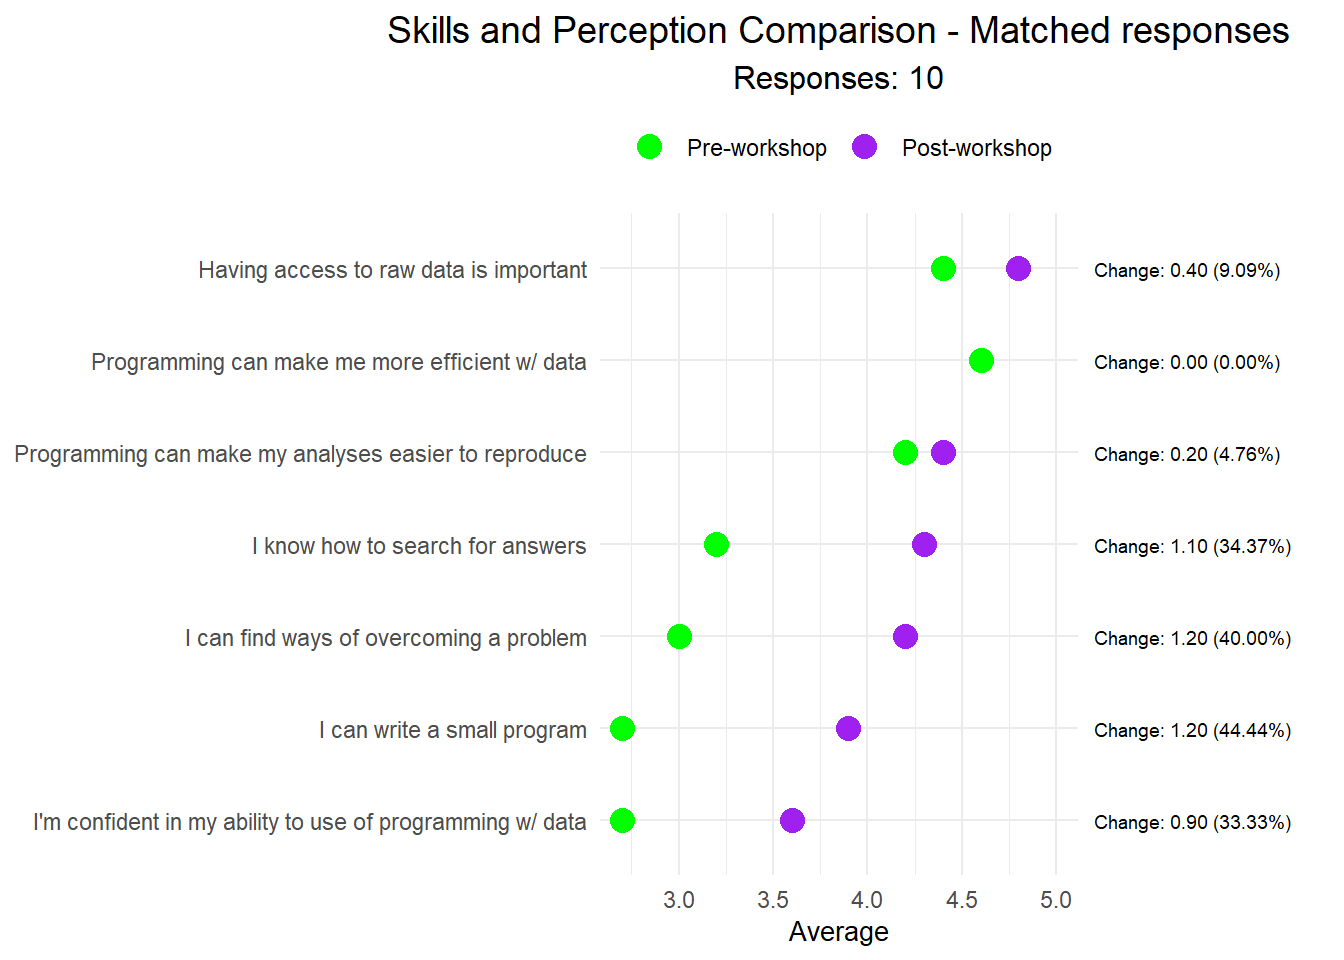 Skills and Perception Comparison - Matched responses
Responses: 10
Pre-workshop Post-workshop
Having access to raw data is important Change: 0.40 (9.09%)
Programming can make me more efficient w/ data Change: 0.00 (0.00%)
Programming can make my analyses easier to reproduce Change: 0.20 (4.76%)
I know how to search for answers Change: 1.10 (34.37%)
I can find ways of overcoming a problem Change: 1.20 (40.00%)
I can write a small program Change: 1.20 (44.44%)
I'm confident in my ability to use of programming w/ data Change: 0.90 (33.33%)
3.0 3.5 4.0 4.5 5.0
Average